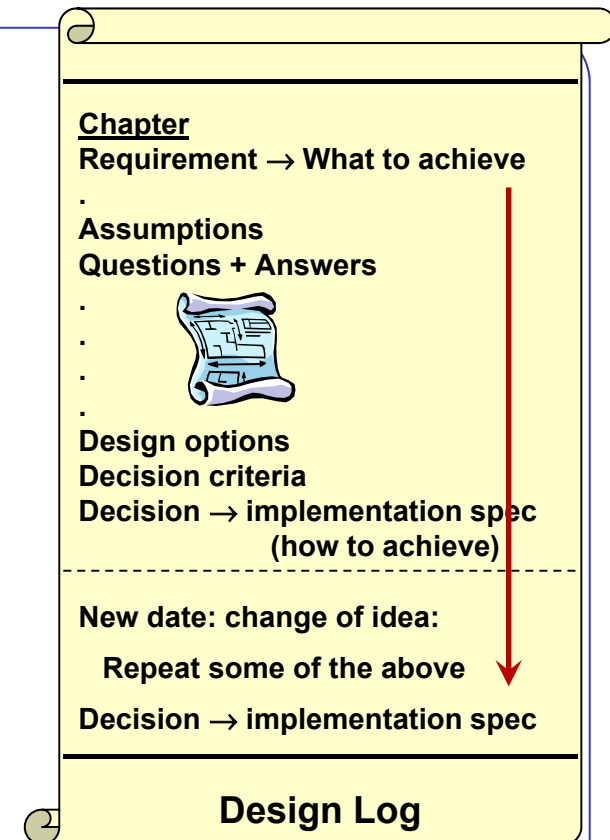 Chapter
Requirement → What to achieve
.
Assumptions
Questions + Answers
.
.
.
.
Design options
Decision criteria
Decision → implementation spec
(how to achieve)
New date: change of idea:
Repeat some of the above
Decision → implementation spec
Design Log